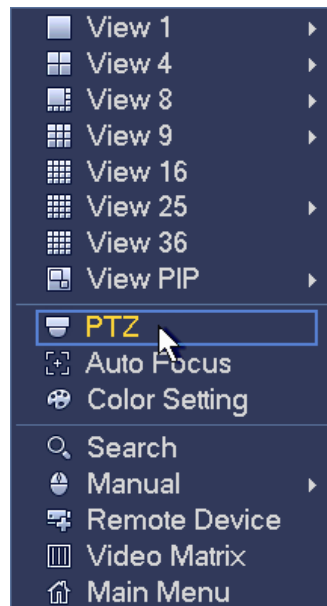 View 1
View 4
View 8
View 9
View 16
View 25
View 36
View PIP
PTZ
Auto Focus
Color Setting
Search
Manual
Remote Device
Video Matrix
Main Menu